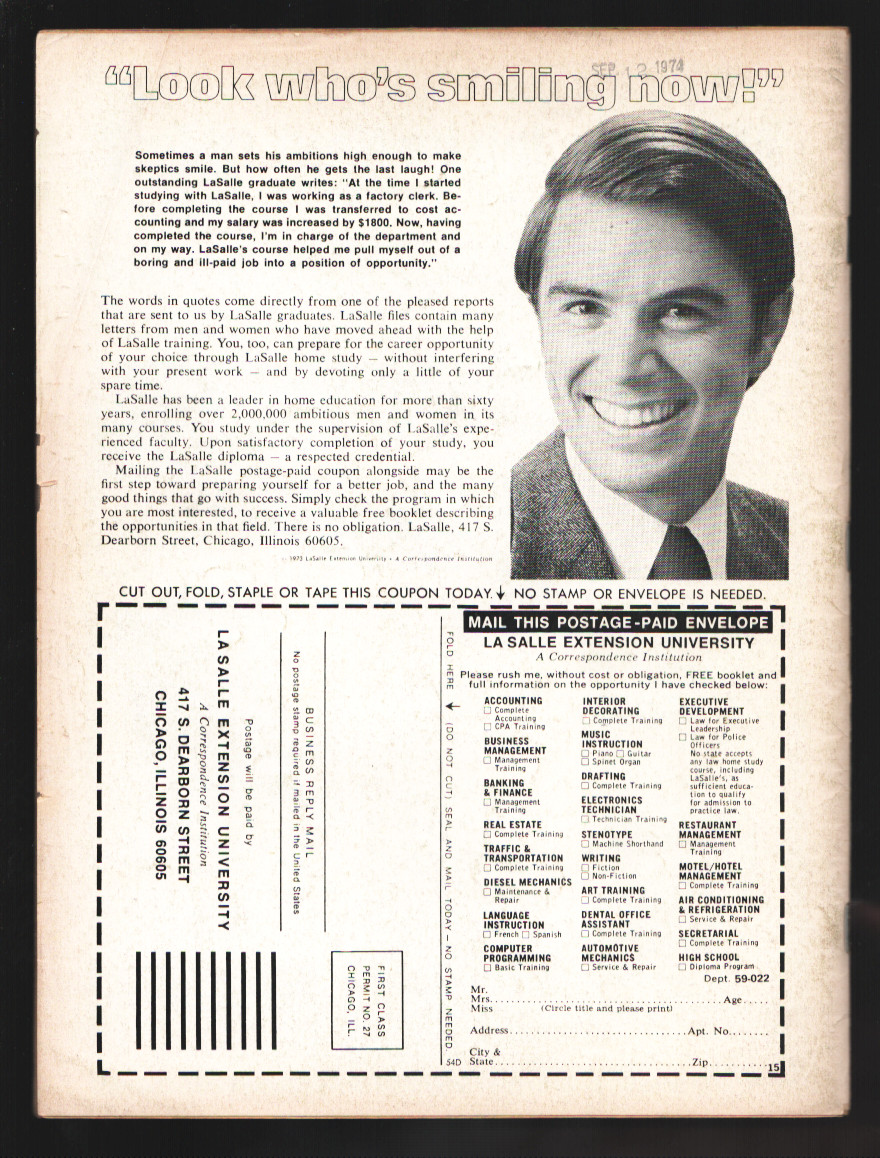 SEP. 12 1974
“Look who’s smiling now!”
Sometimes a man sets his ambitions high enough to make
skeptics smile. But how often he gets the last laugh! One
outstanding LaSalle graduate writes: "At the time I started
studying with LaSalle, I was working as a factory clerk. Be-
fore completing the course I was transferred to cost ac-
counting and my salary was increased by $1800. Now, having
completed the course, I'm in charge of the department and
on my way. LaSalle's course helped me pull myself out of a
boring and ill-paid job into a position of opportunity."
The words in quotes come directly from one of the pleased reports
that are sent to us by LaSalle graduates. LaSalle files contain many
letters from men and women who have moved ahead with the help
of LaSalle training. You, too, can prepare for the career opportunity
of your choice through LaSalle home study — without interfering
with your present work — and by devoting only a little of your
spare time.
LaSalle has been a leader in home education for more than sixty
years, enrolling over 2,000,000 ambitious men and women in its
many courses. You study under the supervision of LaSalle's expe-
rienced faculty. Upon satisfactory completion of your study, you
receive the LaSalle diploma — a respected credential.
Mailing the LaSalle postage-paid coupon alongside may be the
first step toward preparing yourself for a better job, and the many
good things that go with success. Simply check the program in which
you are most interested, to receive a valuable free booklet describing
the opportunities in that field. There is no obligation. LaSalle, 417 S.
Dearborn Street, Chicago, Illinois 60605.
1973 LaSalle Extension University • A Correspondence Institution
CUT OUT, FOLD, STAPLE OR TAPE THIS COUPON TODAY. ↓ NO STAMP OR ENVELOPE IS NEEDED.
FIRST CLASS
PERMIT NO. 27
CHICAGO, ILL.
BUSINESS REPLY MAIL
No postage stamp required if mailed in the United States
Postage will be paid by
LA SALLE EXTENSION UNIVERSITY
A Correspondence Institution
417 S. DEARBORN STREET
CHICAGO, ILLINOIS 60605
FOLD HERE ← (DO NOT CUT) SEAL AND MAIL TODAY — NO STAMP NEEDED
MAIL THIS POSTAGE-PAID ENVELOPE
LA SALLE EXTENSION UNIVERSITY
A Correspondence Institution
Please rush me, without cost or obligation, FREE booklet and
full information on the opportunity I have checked below:
ACCOUNTING
□ Complete
Accounting
□ CPA Training
BUSINESS
MANAGEMENT
□ Management
Training
BANKING
& FINANCE
□ Management
Training
REAL ESTATE
□ Complete Training
TRAFFIC &
TRANSPORTATION
□ Complete Training
DIESEL MECHANICS
□ Maintenance &
Repair
LANGUAGE
INSTRUCTION
□ French □ Spanish
COMPUTER
PROGRAMMING
□ Basic Training
INTERIOR
DECORATING
□ Complete Training
MUSIC
INSTRUCTION
□ Piano □ Guitar
□ Spinet Organ
DRAFTING
□ Complete Training
ELECTRONICS
TECHNICIAN
□ Technician Training
STENOTYPE
□ Machine Shorthand
WRITING
□ Fiction
□ Non-Fiction
ART TRAINING
□ Complete Training
DENTAL OFFICE
ASSISTANT
□ Complete Training
AUTOMOTIVE
MECHANICS
□ Service & Repair
EXECUTIVE
DEVELOPMENT
□ Law for Executive
Leadership
□ Law for Police
Officers
No state accepts
any law home study
course, including
LaSalle's, as
sufficient educa-
tion to qualify
for admission to
practice law.
RESTAURANT
MANAGEMENT
□ Management
Training
MOTEL/HOTEL
MANAGEMENT
□ Complete Training
AIR CONDITIONING
& REFRIGERATION
□ Service & Repair
SECRETARIAL
□ Complete Training
HIGH SCHOOL
□ Diploma Program
Dept. 59-022
Mr.
Mrs. Age
Miss (Circle title and please print)
Address Apt. No.
City &
54D State Zip
15